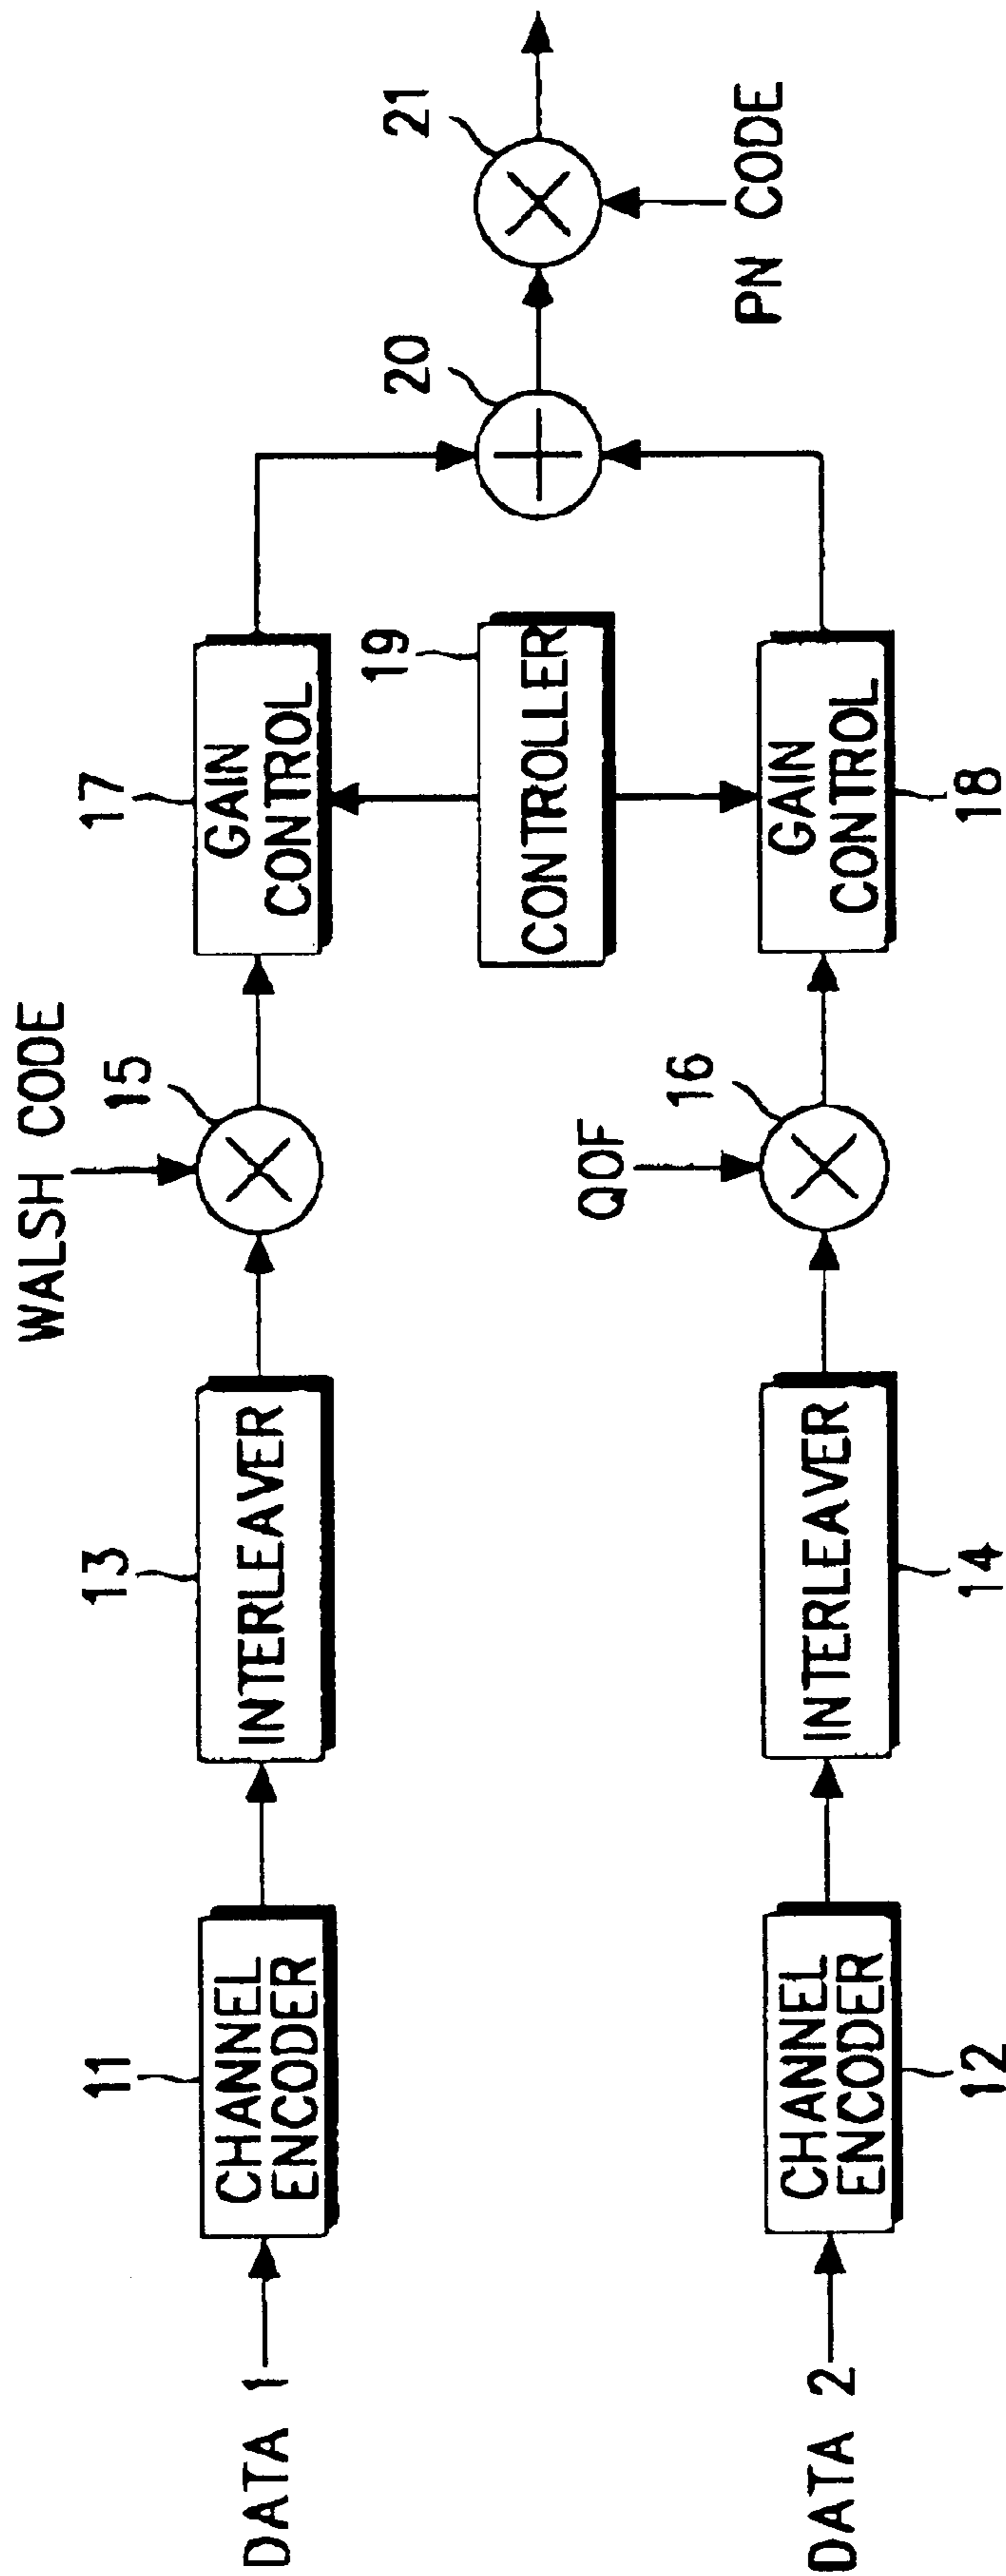 WALSH CODE
11
13
15
17
DATA 1
CHANNEL
ENCODER
INTERLEAVER
GAIN
CONTROL
19
20
21
CONTROLLER
QOF
16
PN CODE
DATA 2
CHANNEL
ENCODER
INTERLEAVER
GAIN
CONTROL
12
14
18